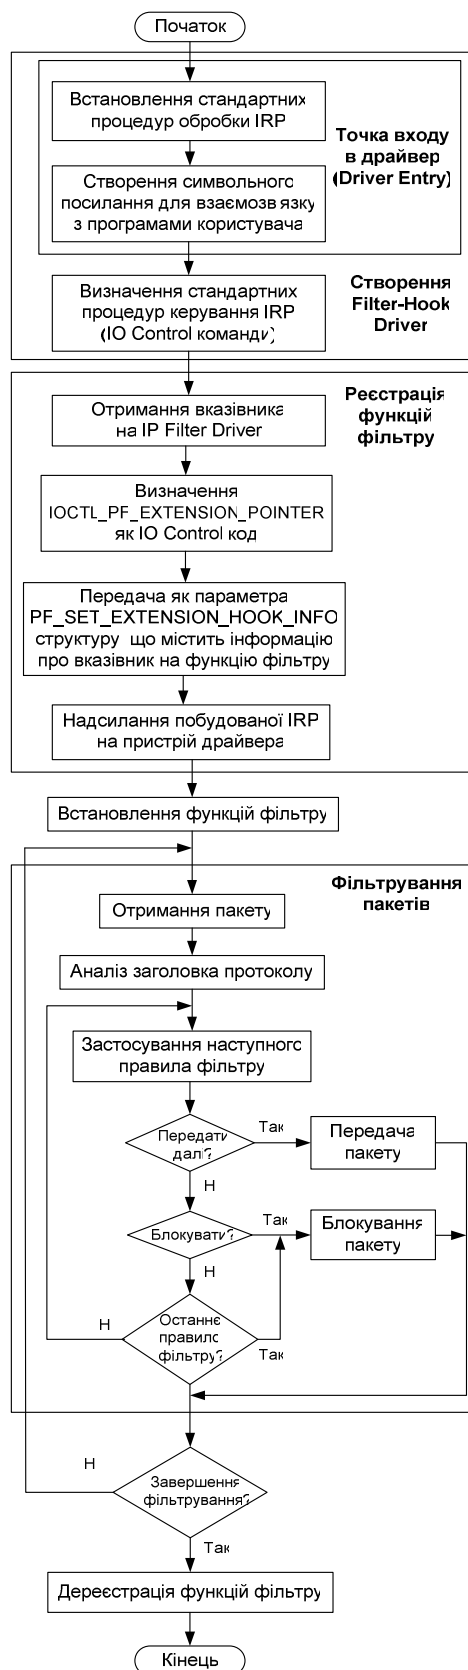 Початок
Встановлення стандартних
процедур обробки IRP
Точка входу
в драйвер
(Driver Entry)
Створення символьного
посилання для взаємозв язку
з програмами користувача
Визначення стандартних
процедур керування IRP
(IO Control команди)
Створення
Filter-Hook
Driver
Реєстрація
функцій
фільтру
Отримання вказівника
на IP Filter Driver
Визначення
IOCTL_PF_EXTENSION_POINTER
як IO Control код
Передача як параметра
PF_SET_EXTENSION_HOOK_INFO
структуру що містить інформацію
про вказівник на функцію фільтру
Надсилання побудованої IRP
на пристрій драйвера
Встановлення функцій фільтру
Фільтрування
пакетів
Отримання пакету
Аналіз заголовка протоколу
Застосування наступного
правила фільтру
Передати
далі?
Так
Передача
пакету
Н
Блокувати?
Так
Блокування
пакету
Н
Останнє
правило
фільтру?
Н
Так
Н
Завершення
фільтрування?
Так
Дереєстрація функцій фільтру
Кінець